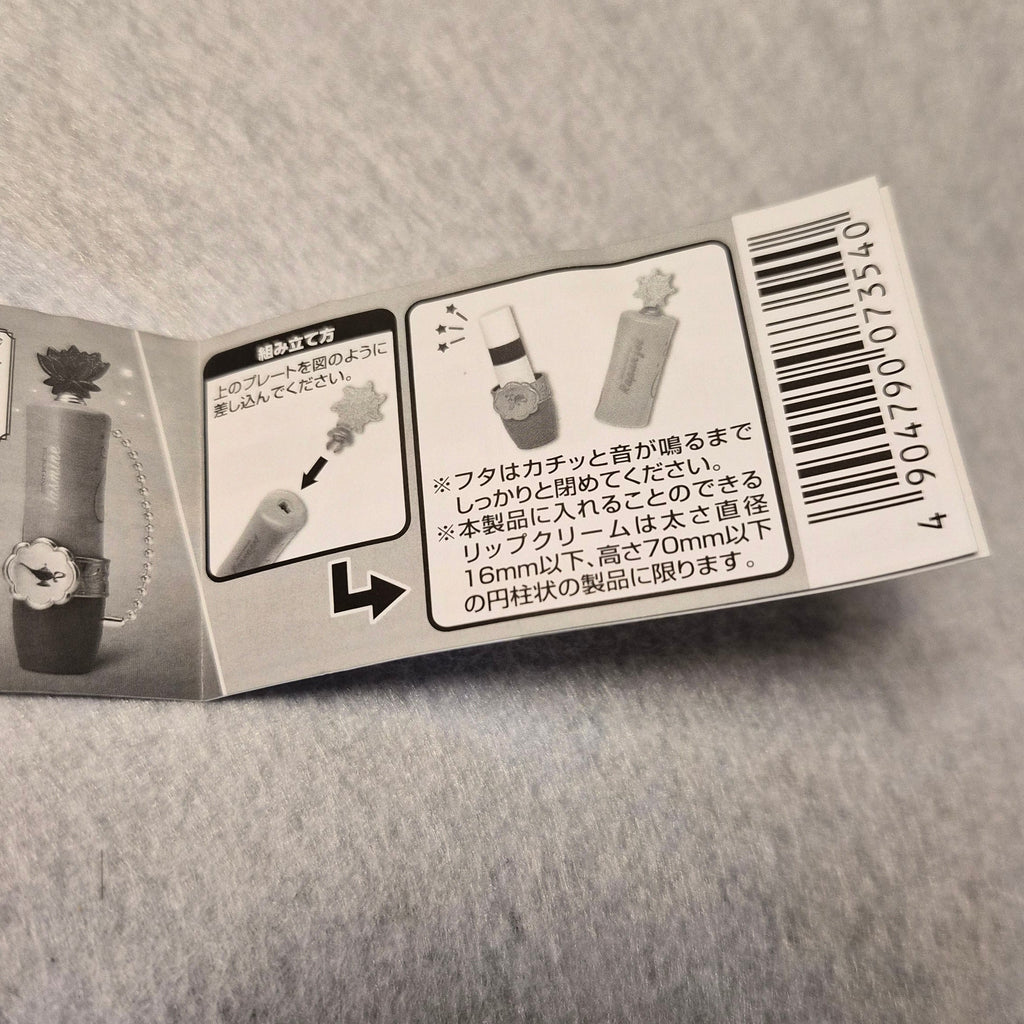 組み立て方
上のプレートを図のように
差し込んでください。
※フタはカチッと音が鳴るまで
しっかりと閉めてください。
※本製品に入れることのできる
リップクリームは太さ直径
16mm以下、高さ70mm以下
の円柱状の製品に限ります。
4904790073540